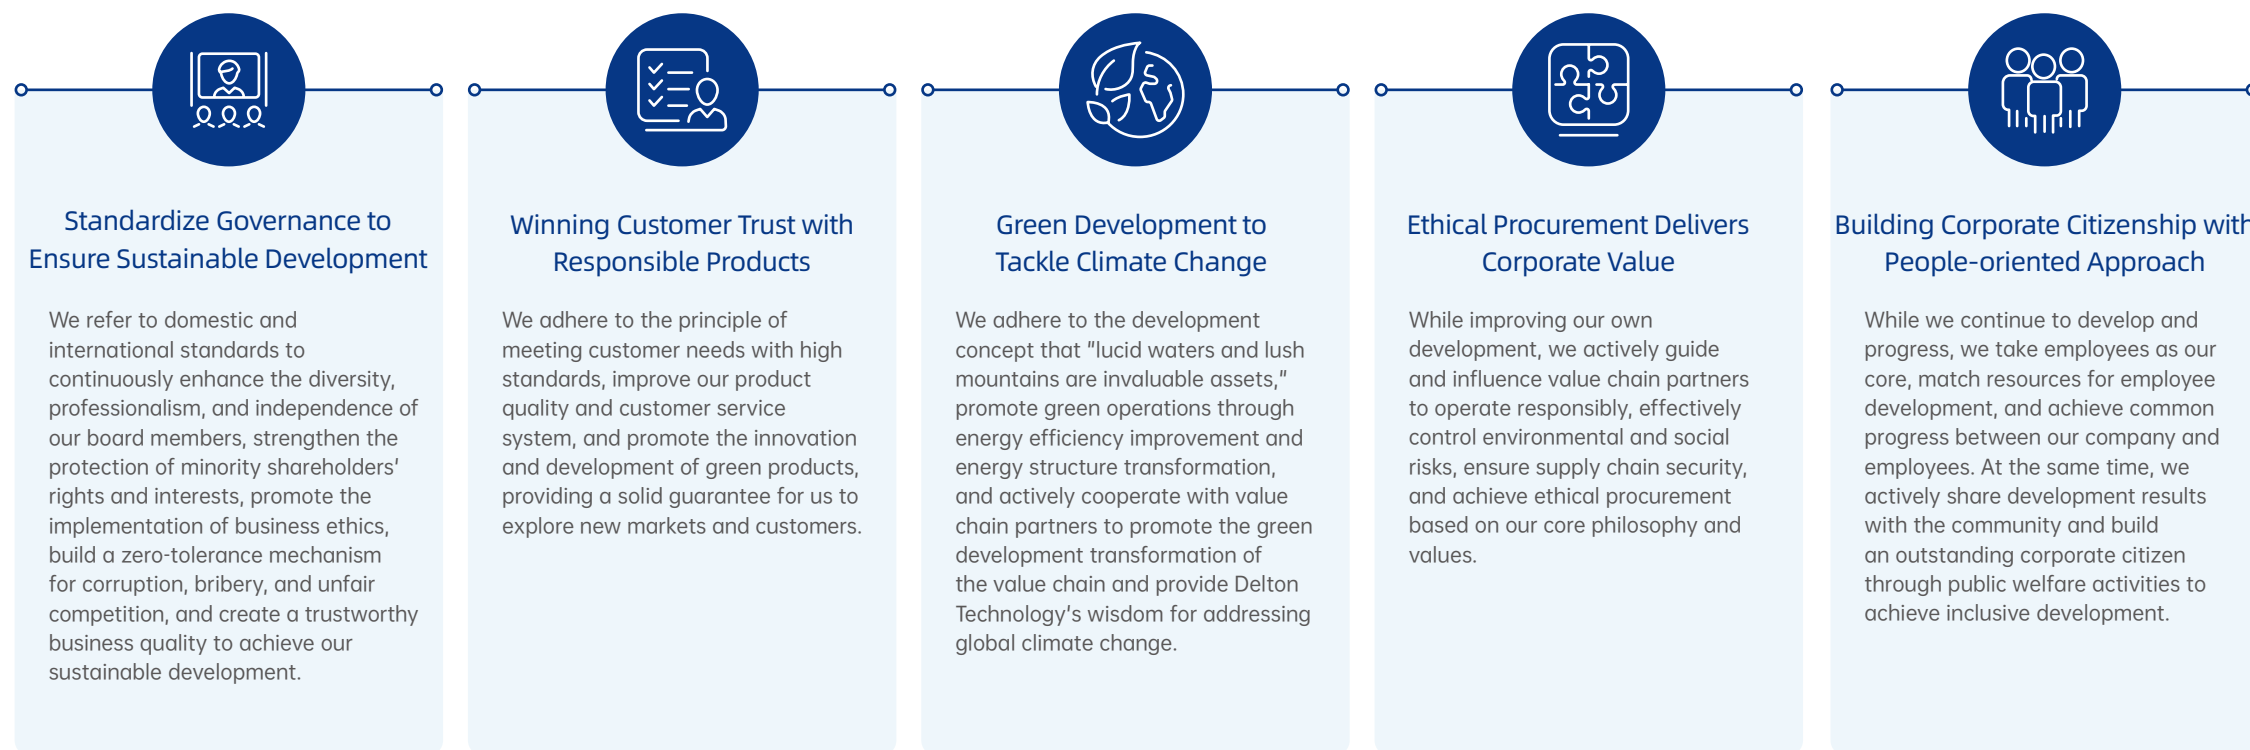 Standardize Governance to
Ensure Sustainable Development
We refer to domestic and
international standards to
continuously enhance the diversity,
professionalism, and independence of
our board members, strengthen the
protection of minority shareholders'
rights and interests, promote the
implementation of business ethics,
build a zero-tolerance mechanism
for corruption, bribery, and unfair
competition, and create a trustworthy
business quality to achieve our
sustainable development.
Winning Customer Trust with
Responsible Products
We adhere to the principle of
meeting customer needs with high
standards, improve our product
quality and customer service
system, and promote the innovation
and development of green products,
providing a solid guarantee for us to
explore new markets and customers.
Green Development to
Tackle Climate Change
We adhere to the development
concept that "lucid waters and lush
mountains are invaluable assets,"
promote green operations through
energy efficiency improvement and
energy structure transformation,
and actively cooperate with value
chain partners to promote the green
development transformation of
the value chain and provide Delton
Technology's wisdom for addressing
global climate change.
Ethical Procurement Delivers
Corporate Value
While improving our own
development, we actively guide
and influence value chain partners
to operate responsibly, effectively
control environmental and social
risks, ensure supply chain security,
and achieve ethical procurement
based on our core philosophy and
values.
Building Corporate Citizenship with
People-oriented Approach
While we continue to develop and
progress, we take employees as our
core, match resources for employee
development, and achieve common
progress between our company and
employees. At the same time, we
actively share development results
with the community and build
an outstanding corporate citizen
through public welfare activities to
achieve inclusive development.